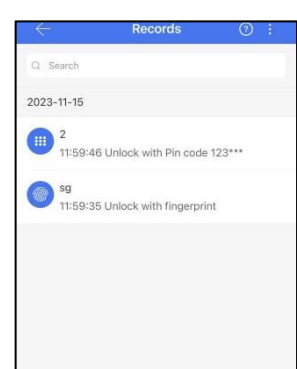 Records
Search
2023-11-15
2
11:59:46 Unlock with Pin code 123***
sg
11:59:35 Unlock with fingerprint